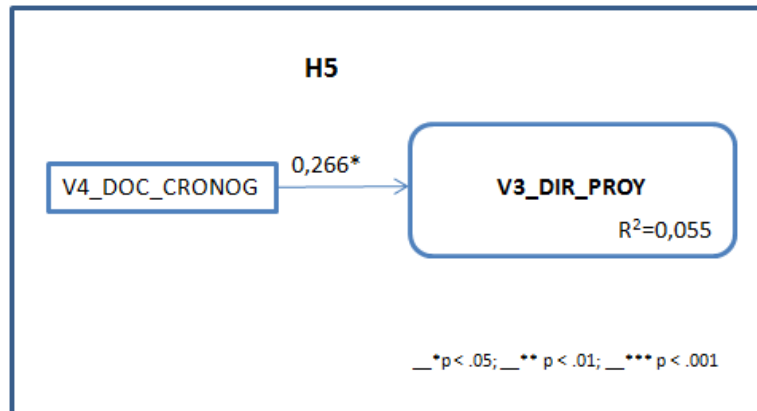 H5
0,266*
V4_DOC_CRONOG
V3_DIR_PROY
R²=0,055
__*p < .05; __** p < .01; __*** p < .001